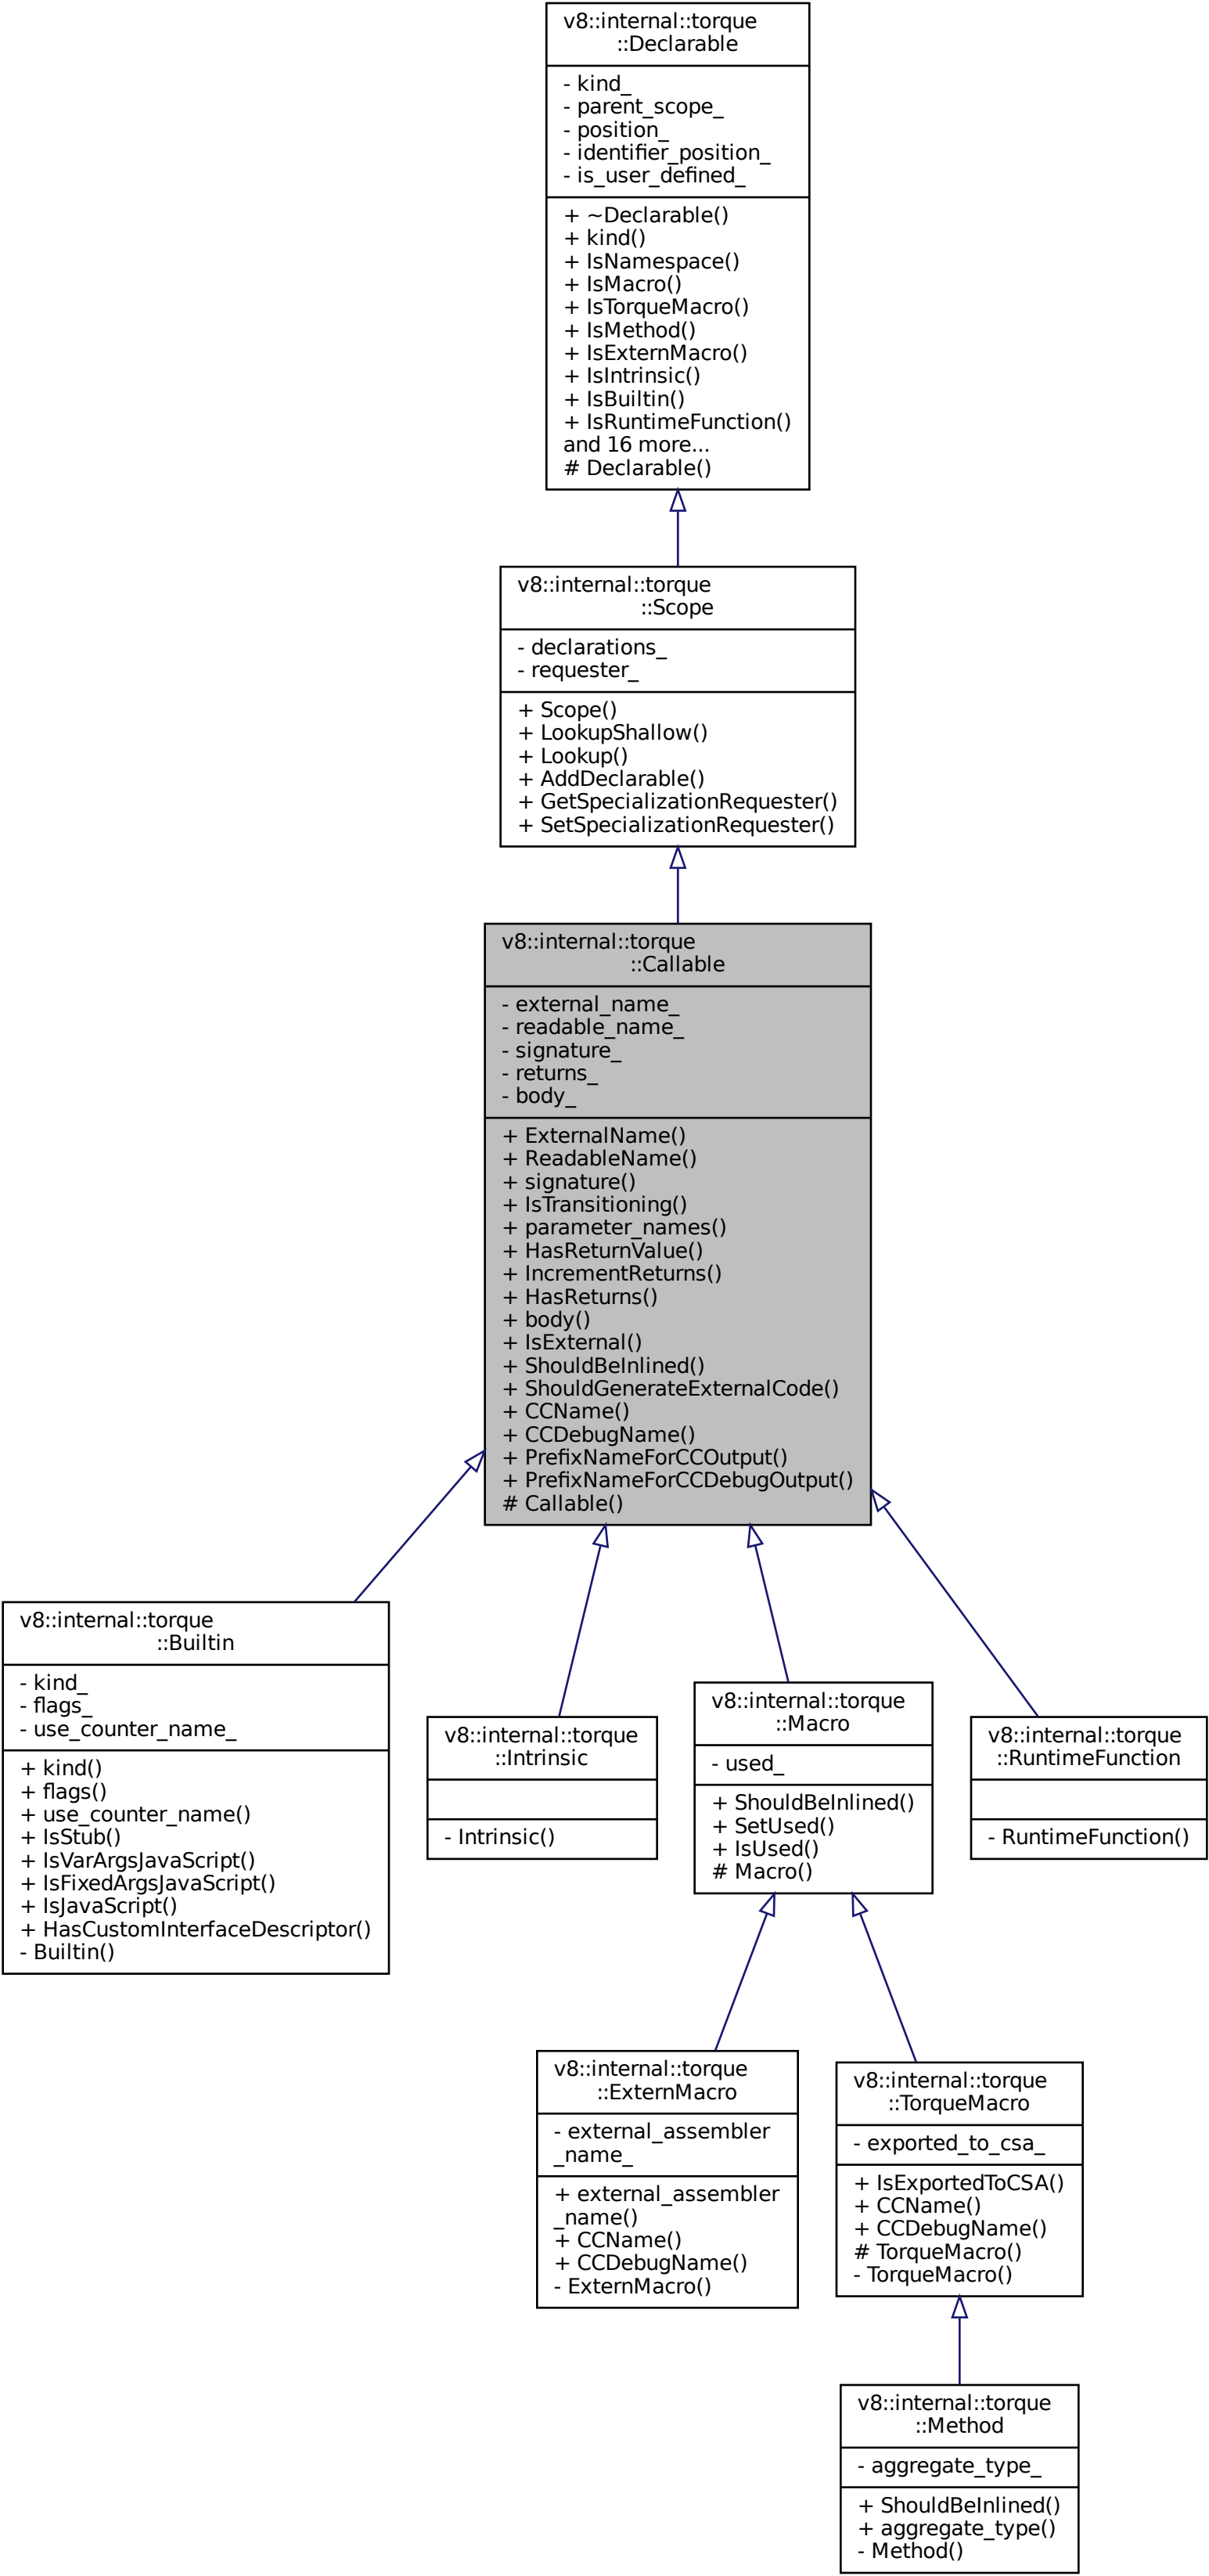 v8::internal::torque
::Declarable
- kind_
- parent_scope_
- position_
- identifier_position_
- is_user_defined_
+ ~Declarable()
+ kind()
+ IsNamespace()
+ IsMacro()
+ IsTorqueMacro()
+ IsMethod()
+ IsExternMacro()
+ IsIntrinsic()
+ IsBuiltin()
+ IsRuntimeFunction()
and 16 more...
# Declarable()
v8::internal::torque
::Scope
- declarations_
- requester_
+ Scope()
+ LookupShallow()
+ Lookup()
+ AddDeclarable()
+ GetSpecializationRequester()
+ SetSpecializationRequester()
v8::internal::torque
::Callable
- external_name_
- readable_name_
- signature_
- returns_
- body_
+ ExternalName()
+ ReadableName()
+ signature()
+ IsTransitioning()
+ parameter_names()
+ HasReturnValue()
+ IncrementReturns()
+ HasReturns()
+ body()
+ IsExternal()
+ ShouldBeInlined()
+ ShouldGenerateExternalCode()
+ CCName()
+ CCDebugName()
+ PrefixNameForCCOutput()
+ PrefixNameForCCDebugOutput()
# Callable()
v8::internal::torque
::Builtin
- kind_
- flags_
- use_counter_name_
+ kind()
+ flags()
+ use_counter_name()
+ IsStub()
+ IsVarArgsJavaScript()
+ IsFixedArgsJavaScript()
+ IsJavaScript()
+ HasCustomInterfaceDescriptor()
- Builtin()
v8::internal::torque
::Intrinsic
- Intrinsic()
v8::internal::torque
::Macro
- used_
+ ShouldBeInlined()
+ SetUsed()
+ IsUsed()
# Macro()
v8::internal::torque
::RuntimeFunction
- RuntimeFunction()
v8::internal::torque
::ExternMacro
- external_assembler
_name_
+ external_assembler
_name()
+ CCName()
+ CCDebugName()
- ExternMacro()
v8::internal::torque
::TorqueMacro
- exported_to_csa_
+ IsExportedToCSA()
+ CCName()
+ CCDebugName()
# TorqueMacro()
- TorqueMacro()
v8::internal::torque
::Method
- aggregate_type_
+ ShouldBeInlined()
+ aggregate_type()
- Method()